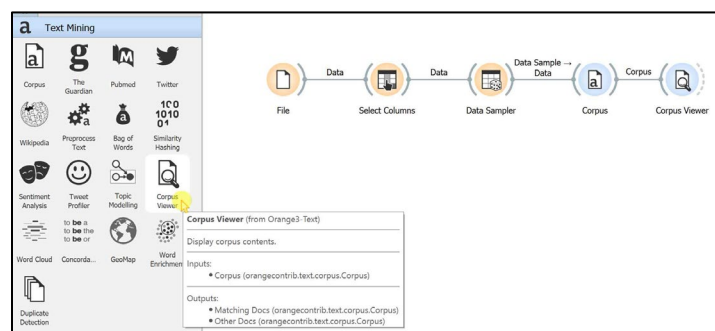 a Text Mining
Corpus
The
Guardian
Pubmed
Twitter
Wikipedia
Preprocess
Text
Bag of
Words
Similarity
Hashing
Sentiment
Analysis
Tweet
Profiler
Topic
Modelling
Corpus
Viewer
Word Cloud
Concorda...
GeoMap
Word
Enrichmen
Duplicate
Detection
to be a
to be the
to be or
1010
Data
Data
Data Sample →
Data
Corpus
File
Select Columns
Data Sampler
Corpus
Corpus Viewer
Corpus Viewer (from Orange3-Text)
Display corpus contents.
Inputs:
• Corpus (orangecontrib.text.corpus.Corpus)
Outputs:
• Matching Docs (orangecontrib.text.corpus.Corpus)
• Other Docs (orangecontrib.text.corpus.Corpus)